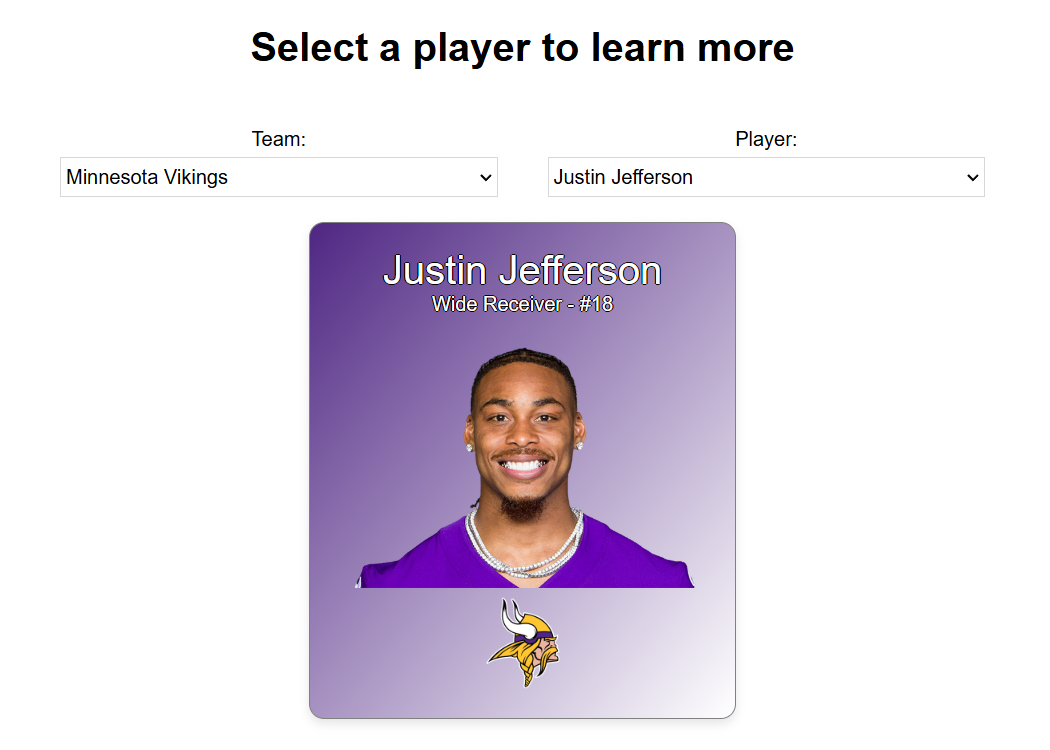 Select a player to learn more
Team:
Player:
Minnesota Vikings
Justin Jefferson
Justin Jefferson
Wide Receiver - #18